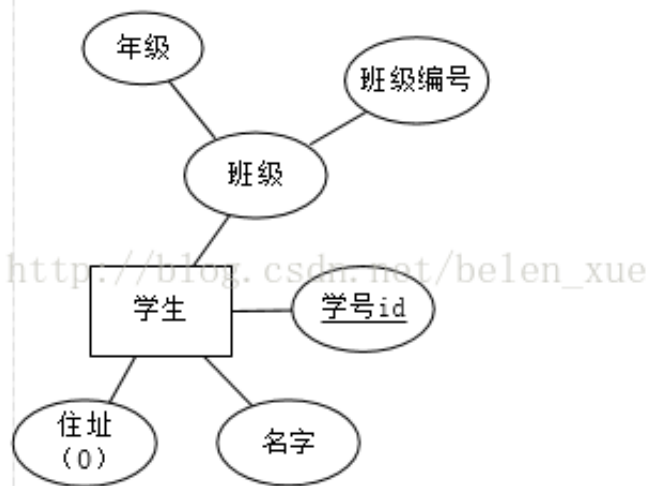 年级
班级编号
班级
http://blog.csdn.net/belen_xue
学生
学号id
住址
（0）
名字